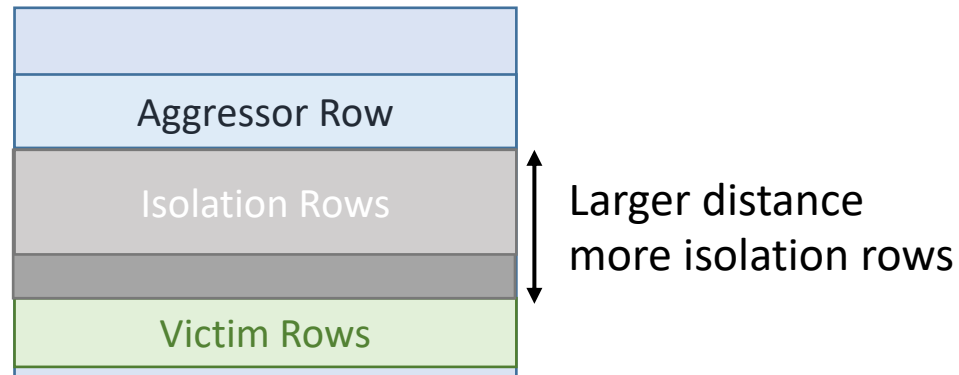 Aggressor Row
Isolation Rows
Larger distance
more isolation rows
Victim Rows